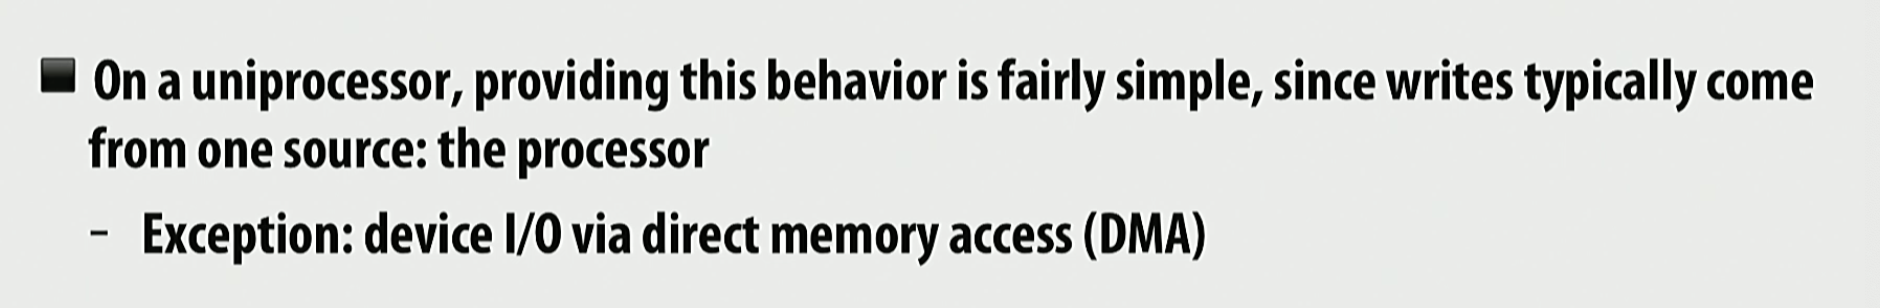 ■ On a uniprocessor, providing this behavior is fairly simple, since writes typically come
from one source: the processor
- Exception: device I/O via direct memory access (DMA)